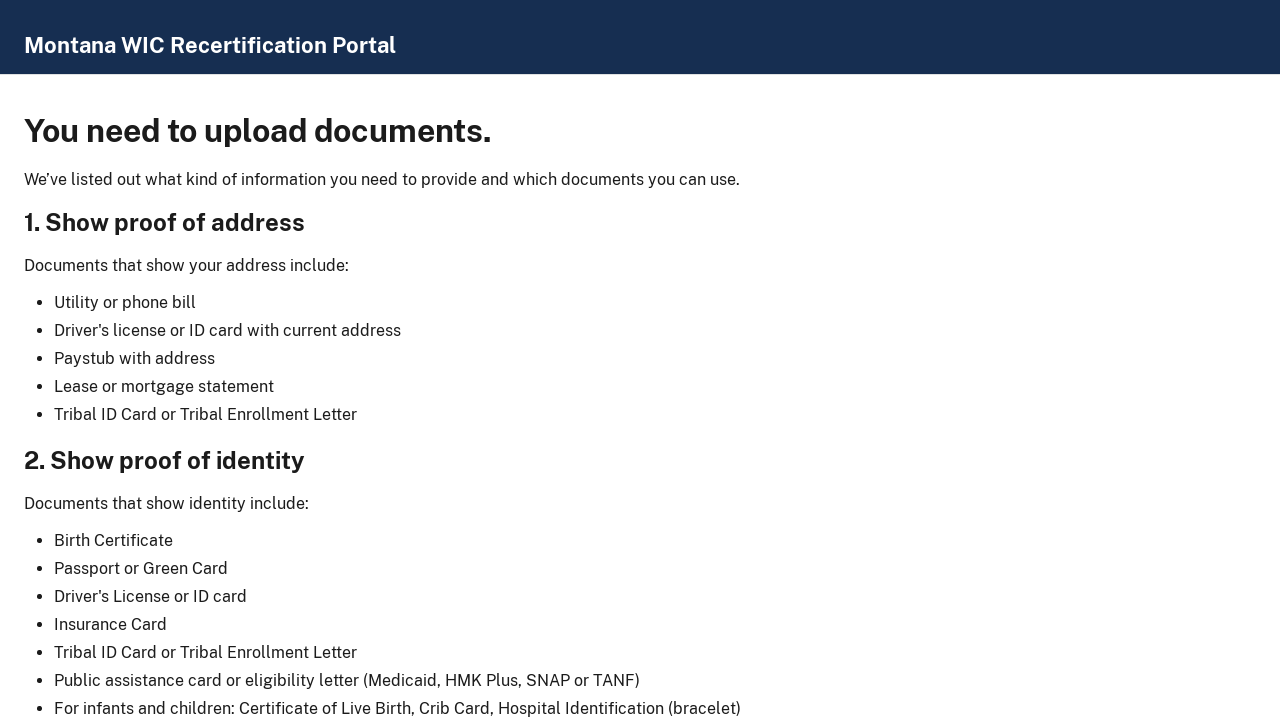 Montana WIC Recertification Portal
You need to upload documents.
We’ve listed out what kind of information you need to provide and which documents you can use.
1. Show proof of address
Documents that show your address include:
• Utility or phone bill
• Driver's license or ID card with current address
• Paystub with address
• Lease or mortgage statement
• Tribal ID Card or Tribal Enrollment Letter
2. Show proof of identity
Documents that show identity include:
• Birth Certificate
• Passport or Green Card
• Driver's License or ID card
• Insurance Card
• Tribal ID Card or Tribal Enrollment Letter
• Public assistance card or eligibility letter (Medicaid, HMK Plus, SNAP or TANF)
• For infants and children: Certificate of Live Birth, Crib Card, Hospital Identification (bracelet)